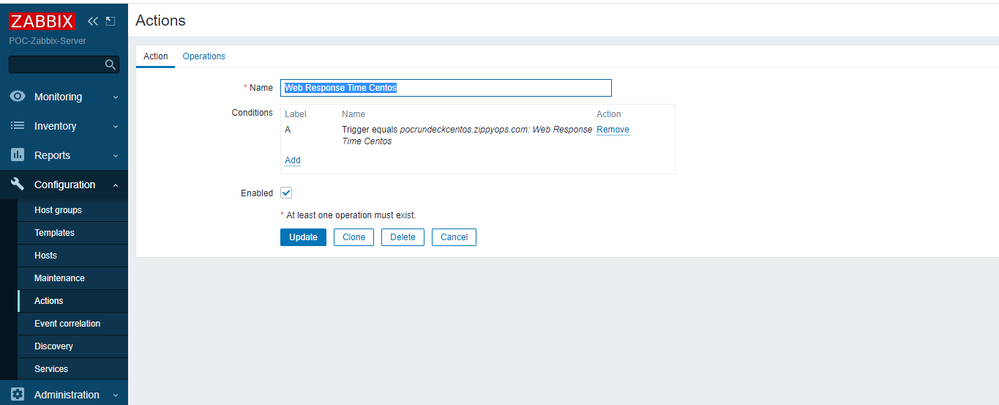 ZABBIX
POC-Zabbix-Server
Monitoring
Inventory
Reports
Configuration
Host groups
Templates
Hosts
Maintenance
Actions
Event correlation
Discovery
Services
Administration
Actions
Action Operations
* Name Web Response Time Centos
Conditions Label Name Action
A Trigger equals pocrundeckcentos.zippyops.com: Web Response Remove
Time Centos
Add
Enabled
* At least one operation must exist.
Update Clone Delete Cancel